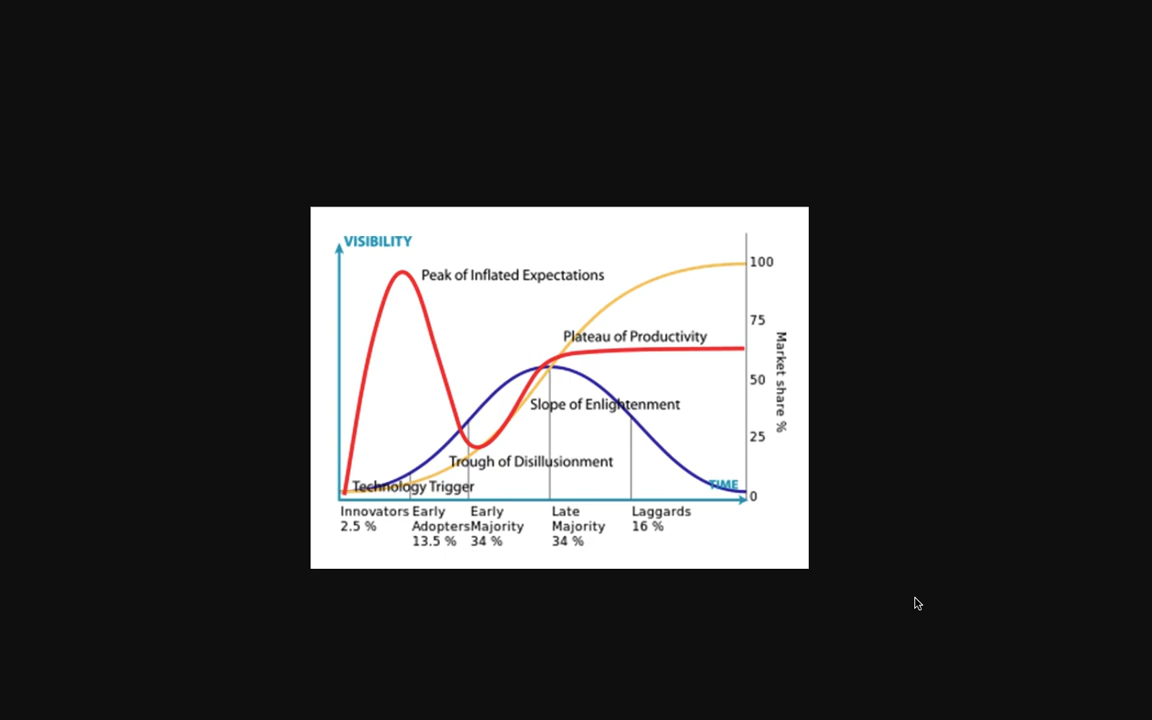 VISIBILITY
Peak of Inflated Expectations
100
75
Plateau of Productivity
50
Market share %
Slope of Enlightenment
25
Trough of Disillusionment
Technology Trigger
TIME
0
Innovators
2.5 %
Early
Adopters
13.5 %
Early
Majority
34 %
Late
Majority
34 %
Laggards
16 %